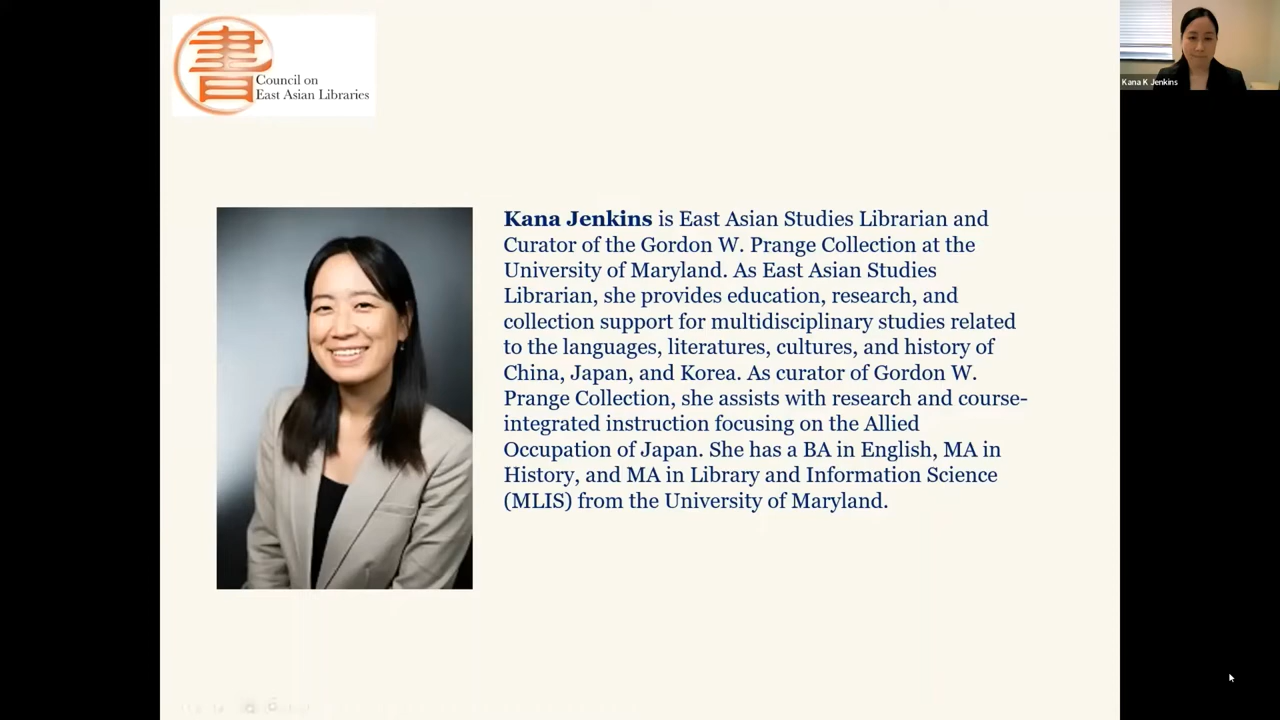 書
Council on
East Asian Libraries
Kana K Jenkins
Kana Jenkins is East Asian Studies Librarian and
Curator of the Gordon W. Prange Collection at the
University of Maryland. As East Asian Studies
Librarian, she provides education, research, and
collection support for multidisciplinary studies related
to the languages, literatures, cultures, and history of
China, Japan, and Korea. As curator of Gordon W.
Prange Collection, she assists with research and course-
integrated instruction focusing on the Allied
Occupation of Japan. She has a BA in English, MA in
History, and MA in Library and Information Science
(MLIS) from the University of Maryland.